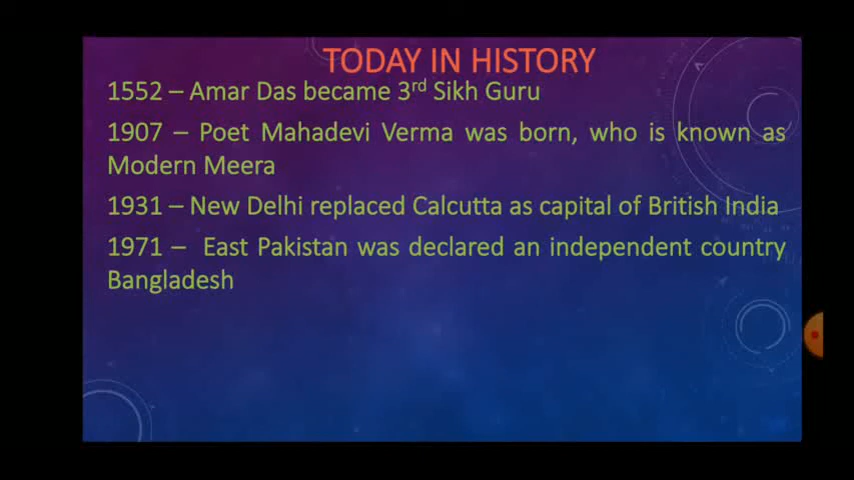 TODAY IN HISTORY
1552 – Amar Das became 3rd Sikh Guru
1907 – Poet Mahadevi Verma was born, who is known as
Modern Meera
1931 – New Delhi replaced Calcutta as capital of British India
1971 – East Pakistan was declared an independent country
Bangladesh